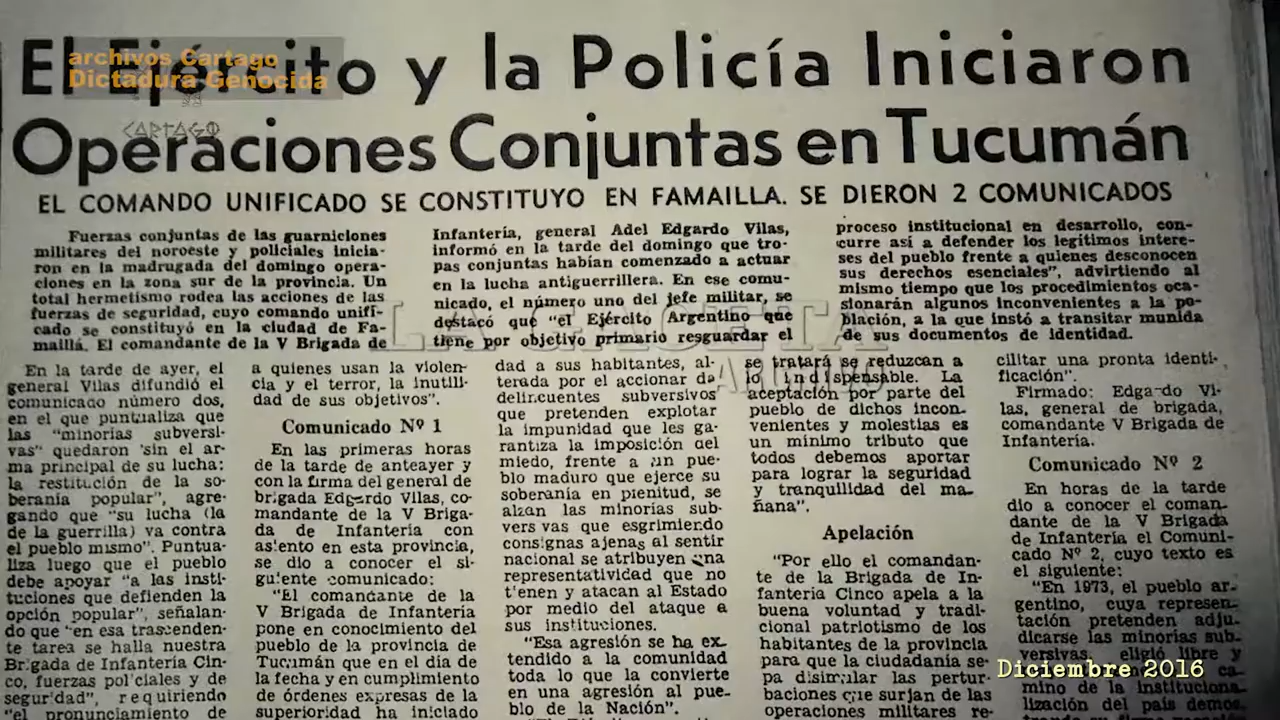 El Ejército y la Policía Iniciaron
Operaciones Conjuntas en Tucumán
archivos Cartago
Dictadura Genocida
CARTAGO
EL COMANDO UNIFICADO SE CONSTITUYO EN FAMAILLA. SE DIERON 2 COMUNICADOS
Fuerzas conjuntas de las guarniciones
militares del noroeste y policiales inicia-
ron en la madrugada del domingo opera-
ciones en la zona sur de la provincia. Un
total hermetismo rodea las acciones de las
fuerzas de seguridad, cuyo comando unifi-
cado se constituyó en la ciudad de Fa-
maillá. El comandante de la V Brigada de
Infantería, general Adel Edgardo Vilas,
informó en la tarde del domingo que tro-
pas conjuntas habían comenzado a actuar
en la lucha antiguerrillera. En ese comu-
nicado, el número uno del jefe militar, se
destacó que "el Ejército Argentino que
tiene por objetivo primario resguardar el
proceso institucional en desarrollo, con-
curre así a defender los legítimos intere-
ses del pueblo frente a quienes desconocen
sus derechos esenciales", advirtiendo al
mismo tiempo que los procedimientos oca-
sionarán algunos inconvenientes a la po-
blación, a la que instó a transitar munida
de sus documentos de identidad.
LA GACETA
En la tarde de ayer, el
general Vilas difundió el
comunicado número dos,
en el que puntualiza que
las "minorías subversi-
vas" quedaron "sin el ar-
ma principal de su lucha:
la restitución de la so-
beranía popular", agre-
gando que "su lucha (la
de la guerrilla) va contra
el pueblo mismo". Puntua-
liza luego que el pueblo
debe apoyar "a las insti-
tuciones que defienden la
opción popular", señalan-
do que "en esa trascenden-
te tarea se halla nuestra
Brigada de Infantería Cin-
co, fuerzas policiales y de
seguridad", requiriendo
"el pronunciamiento de
a quienes usan la violen-
cia y el terror, la inutili-
dad de sus objetivos".
Comunicado Nº 1
En las primeras horas
de la tarde de anteayer y
con la firma del general de
brigada Edgardo Vilas, co-
mandante de la V Briga-
da de Infantería con
asiento en esta provincia,
se dio a conocer el si-
guiente comunicado:
"El comandante de la
V Brigada de Infantería
pone en conocimiento del
pueblo de la provincia de
Tucumán que en el día de
la fecha y en cumplimiento
de órdenes expresas de la
superioridad ha iniciado
dad a sus habitantes, al-
terada por el accionar de
delincuentes subversivos
que pretenden explotar
la impunidad que les ga-
rantiza la imposición del
miedo, frente a un pue-
blo maduro que ejerce su
soberanía en plenitud, se
alzan las minorías sub-
versivas que esgrimiendo
consignas ajenas al sentir
nacional se atribuyen una
representatividad que no
tienen y atacan al Estado
por medio del ataque a
sus instituciones.
"Esa agresión se ha ex-
tendido a la comunidad
toda lo que la convierte
en una agresión al pue-
blo de la Nación".
se tratará se reduzcan a
lo indispensable. La
aceptación por parte del
pueblo de dichos incon-
venientes y molestias es
un mínimo tributo que
todos debemos aportar
para lograr la seguridad
y tranquilidad del ma-
ñana".
Apelación
"Por ello el comandan-
te de la Brigada de In-
fantería Cinco apela a la
buena voluntad y tradi-
cional patriotismo de los
habitantes de la provincia
para que la ciudadanía se-
pa disimular las pertur-
baciones que surjan de las
operaciones militares re-
cilitar una pronta identi-
ficación".
Firmado: Edgardo Vi-
las, general de brigada,
comandante V Brigada de
Infantería.
Comunicado Nº 2
En horas de la tarde
dio a conocer el coman-
dante de la V Brigada
de Infantería el Comuni-
cado Nº 2, cuyo texto es
el siguiente:
"En 1973, el pueblo ar-
gentino, cuya represen-
tación pretenden adju-
dicarse las minorías sub-
versivas, eligió libre y
ca-
mino de la instituciona-
lización del país demos-
Diciembre 2016